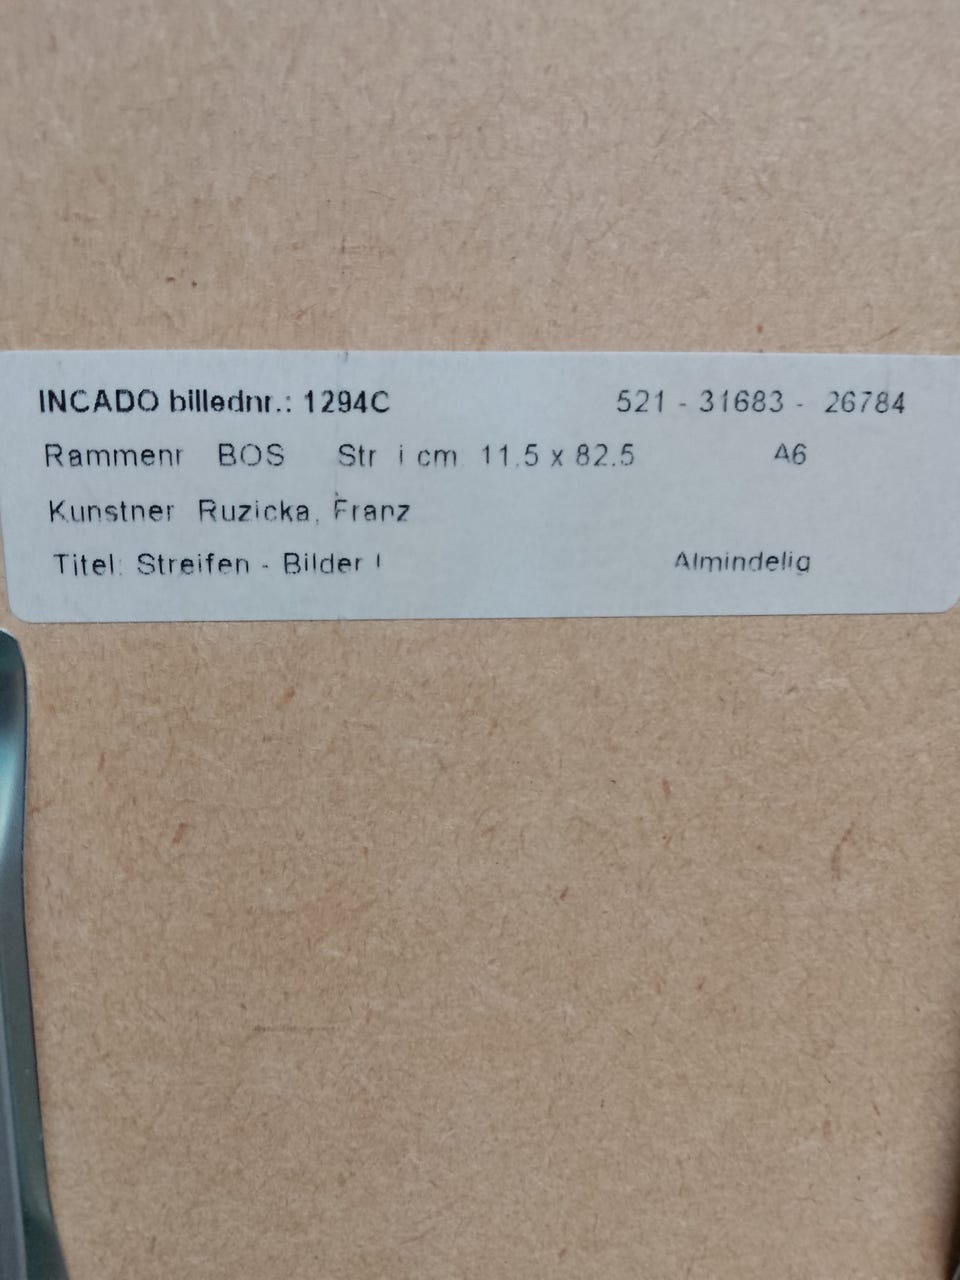 INCADO billednr.: 1294C 521 - 31683 - 26784
Rammenr BOS Str i cm 11.5 x 82.5 A6
Kunstner Ruzicka, Franz
Titel: Streifen - Bilder I Almindelig